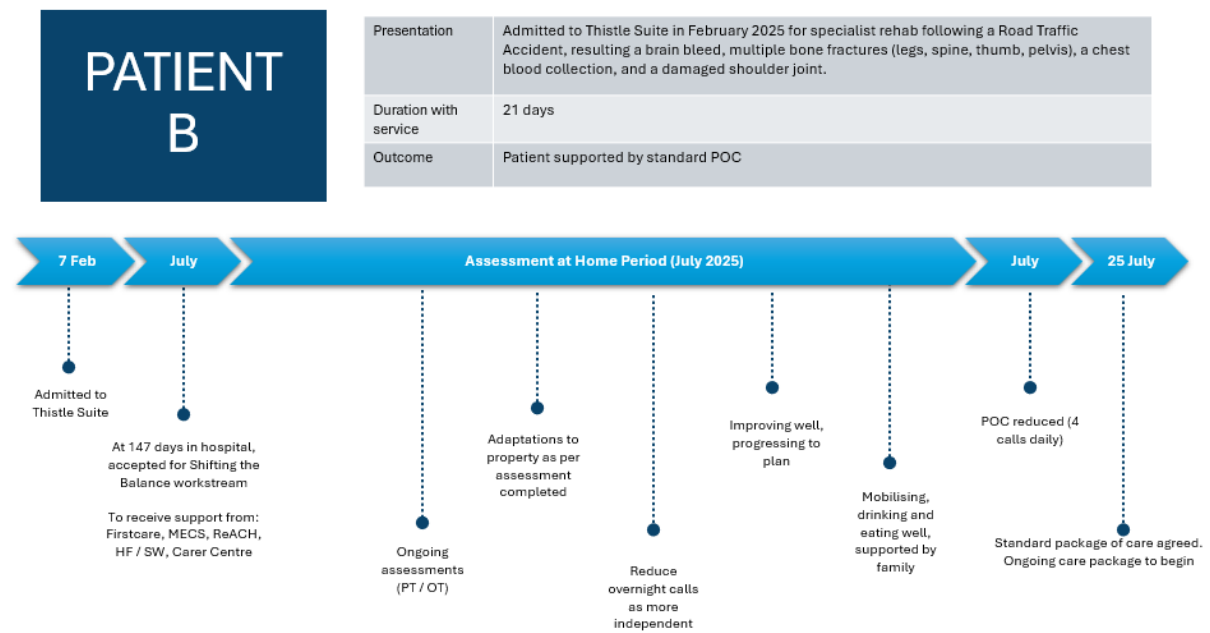 PATIENT
B
Presentation
Admitted to Thistle Suite in February 2025 for specialist rehab following a Road Traffic
Accident, resulting a brain bleed, multiple bone fractures (legs, spine, thumb, pelvis), a chest
blood collection, and a damaged shoulder joint.
Duration with
service
21 days
Outcome
Patient supported by standard POC
7 Feb
July
Assessment at Home Period (July 2025)
July
25 July
Admitted to
Thistle Suite
At 147 days in hospital,
accepted for Shifting the
Balance workstream
To receive support from:
Firstcare, MECS, ReACH,
HF / SW, Carer Centre
Ongoing
assessments
(PT / OT)
Adaptations to
property as per
assessment
completed
Reduce
overnight calls
as more
independent
Improving well,
progressing to
plan
Mobilising,
drinking and
eating well,
supported by
family
POC reduced (4
calls daily)
Standard package of care agreed.
Ongoing care package to begin